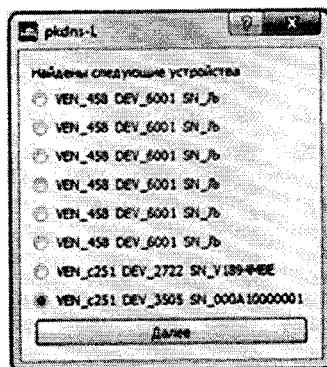 pkdns-L
Найдены следующие устройства
VEN_458 DEV_6001 SN_Љ
VEN_458 DEV_6001 SN_Љ
VEN_458 DEV_6001 SN_Љ
VEN_458 DEV_6001 SN_Љ
VEN_458 DEV_6001 SN_Љ
VEN_458 DEV_6001 SN_Љ
VEN_c251 DEV_2722
VEN_c251 DEV_3505 SN_000A10000001
Далее